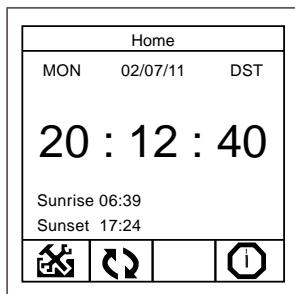 Home
MON 02/07/11 DST
20 : 12 : 40
Sunrise 06:39
Sunset 17:24
i